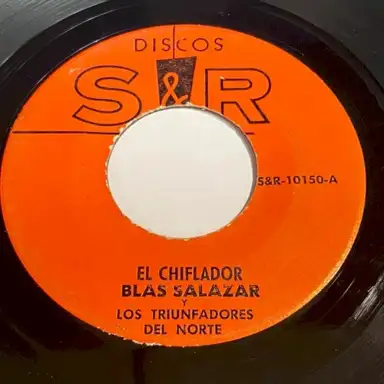 DISCOS
S&R
S&R-10150-A
EL CHIFLADOR
BLAS SALAZAR
Y
LOS TRIUNFADORES
DEL NORTE